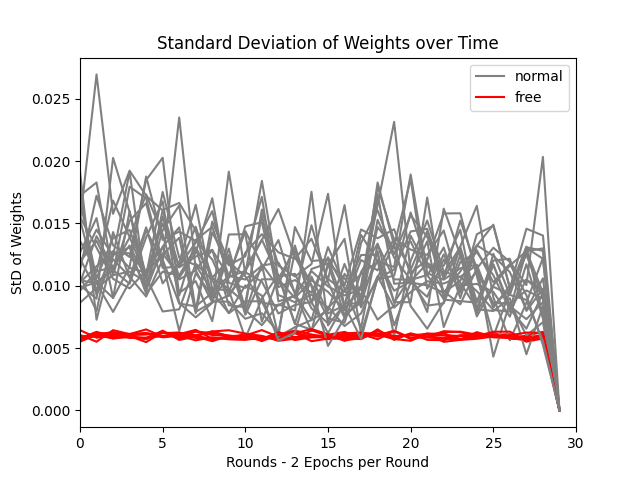 Standard Deviation of Weights over Time
normal
free
StD of Weights
0.025
0.020
0.015
0.010
0.005
0.000
0 5 10 15 20 25 30
Rounds - 2 Epochs per Round